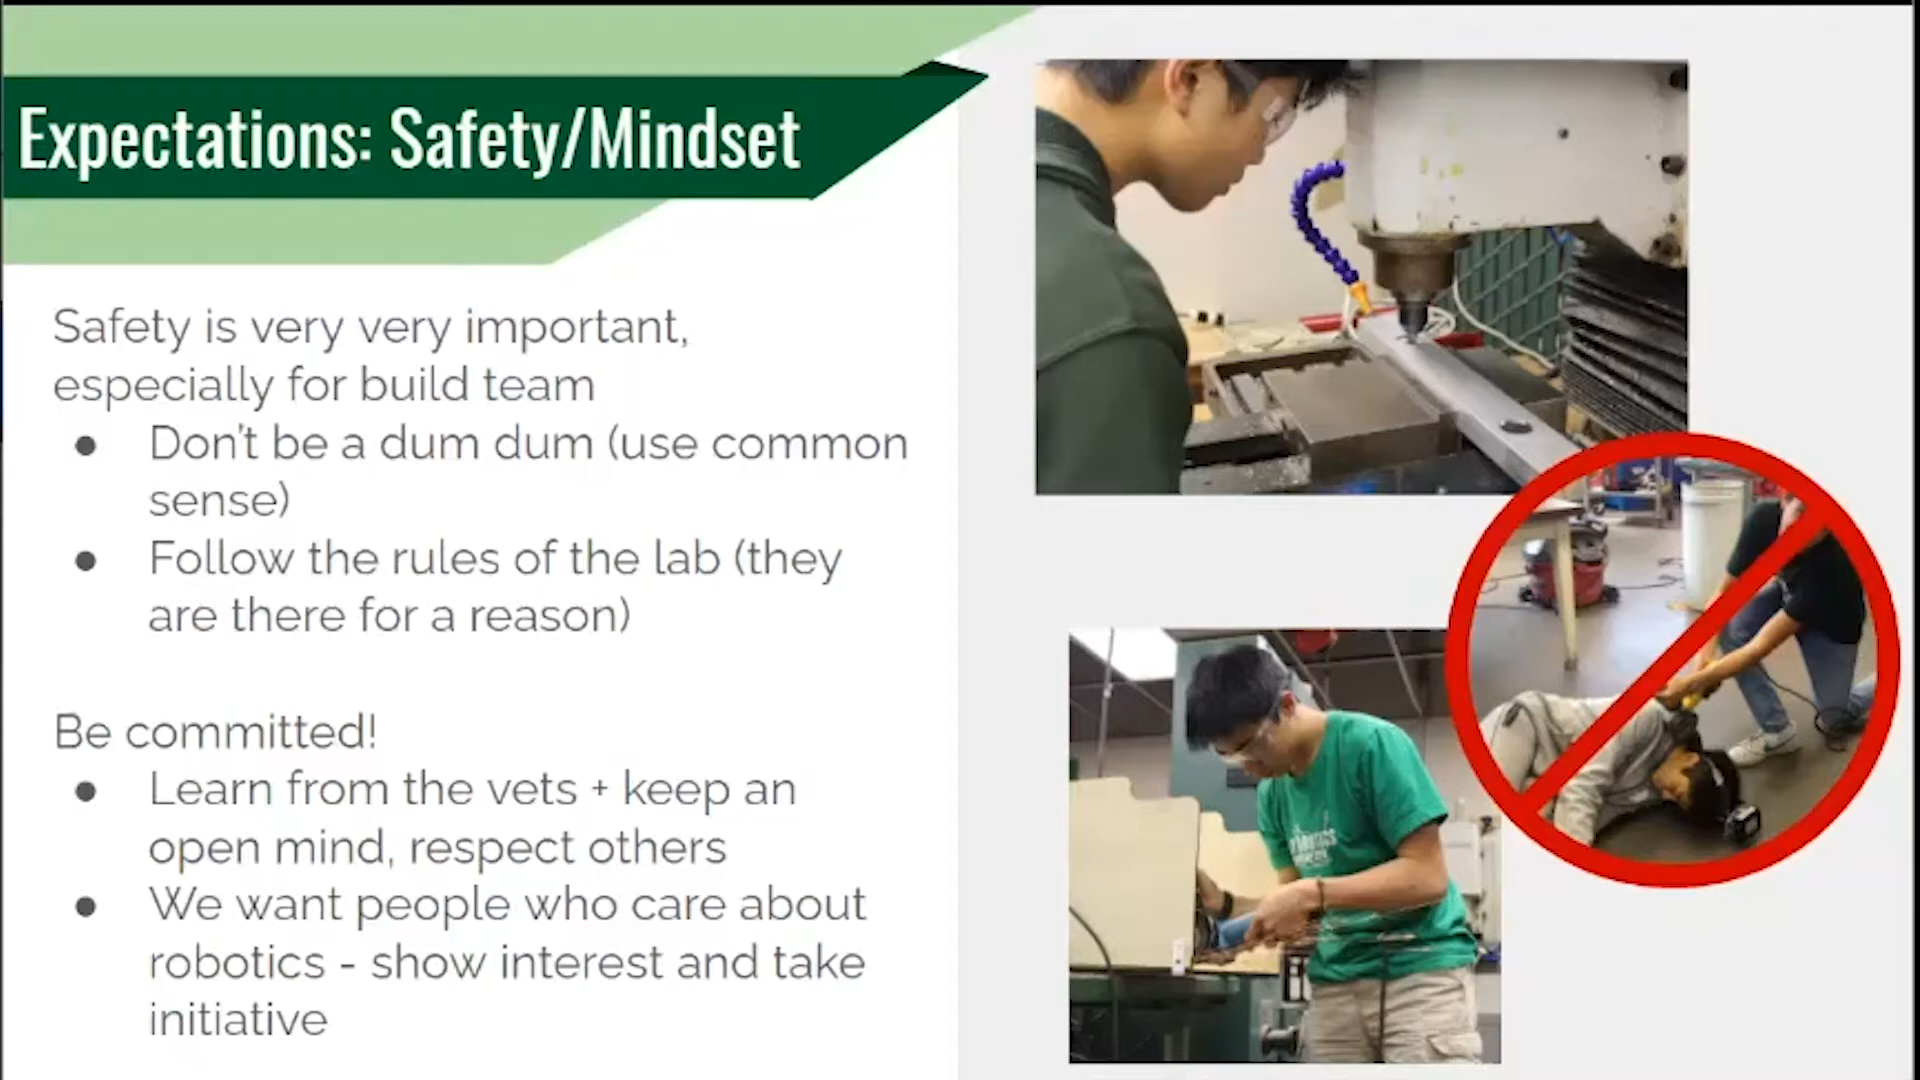 Expectations: Safety/Mindset
Safety is very very important,
especially for build team
● Don't be a dum dum (use common
sense)
● Follow the rules of the lab (they
are there for a reason)
Be committed!
● Learn from the vets + keep an
open mind, respect others
● We want people who care about
robotics - show interest and take
initiative